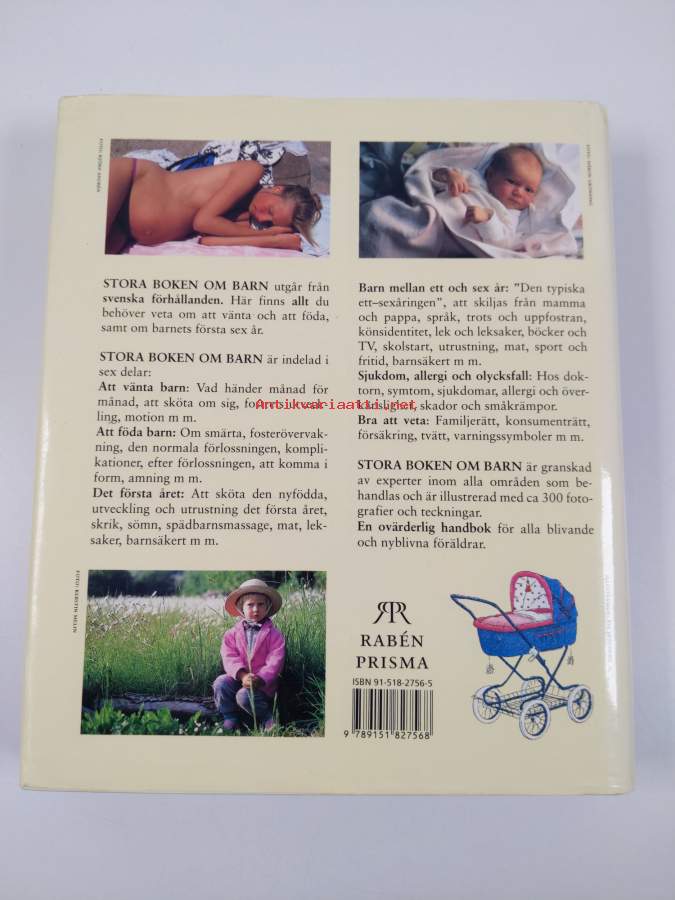 STORA BOKEN OM BARN utgår från
svenska förhållanden. Här finns allt du
behöver veta om att vänta och att föda,
samt om barnets första sex år.
STORA BOKEN OM BARN är indelad i
sex delar:
Att vänta barn: Vad händer månad för
månad, att sköta om sig,
ling, motion m m.
Att föda barn: Om smärta, fosterövervak-
ning, den normala förlossningen, kompli-
kationer, efter förlossningen, att komma i
form, amning m m.
Det första året: Att sköta den nyfödda,
utveckling och utrustning det första året,
skrik, sömn, spädbarnsmassage, mat, lek-
saker, barnsäkert m m.
Barn mellan ett och sex år: ”Den typiska
ett–sexåringen”, att skiljas från mamma
och pappa, språk, trots och uppfostran,
könsidentitet, lek och leksaker, böcker och
TV, skolstart, utrustning, mat, sport och
fritid, barnsäkert m m.
Sjukdom, allergi och olycksfall: Hos dok-
torn, symtom, sjukdomar, allergi och över-
känslighet, skador och småkrämpor.
Bra att veta: Familjerätt, konsumenträtt,
försäkring, tvätt, varningssymboler m m.
STORA BOKEN OM BARN är granskad
av experter inom alla områden som be-
handlas och är illustrerad med ca 300 foto-
grafier och teckningar.
En ovärderlig handbok för alla blivande
och nyblivna föräldrar.
Antikvariaatti.net
FOTO: KERSTIN MELIN
RABÉN
PRISMA
ISBN 91-518-2756-5
9 789151 827568